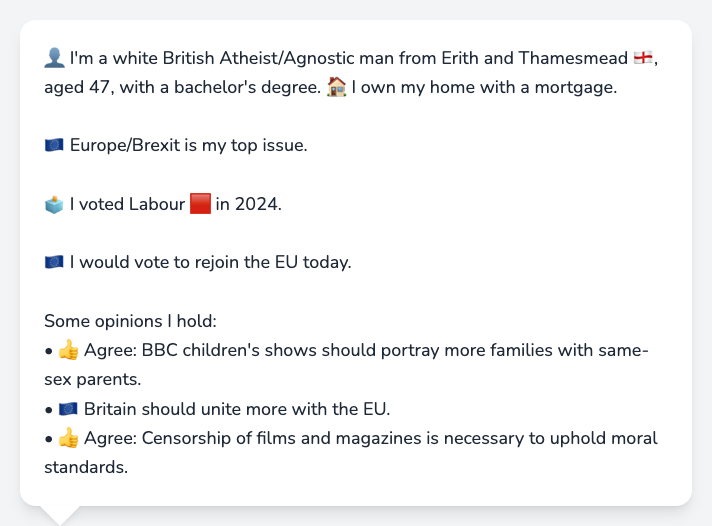 👤 I'm a white British Atheist/Agnostic man from Erith and Thamesmead 🏴󠁧󠁢󠁥󠁮󠁧󠁿,
aged 47, with a bachelor's degree. 🏠 I own my home with a mortgage.
🇪🇺 Europe/Brexit is my top issue.
🗳️ I voted Labour 🟥 in 2024.
🇪🇺 I would vote to rejoin the EU today.
Some opinions I hold:
• 👍 Agree: BBC children's shows should portray more families with same-
sex parents.
• 🇪🇺 Britain should unite more with the EU.
• 👍 Agree: Censorship of films and magazines is necessary to uphold moral
standards.